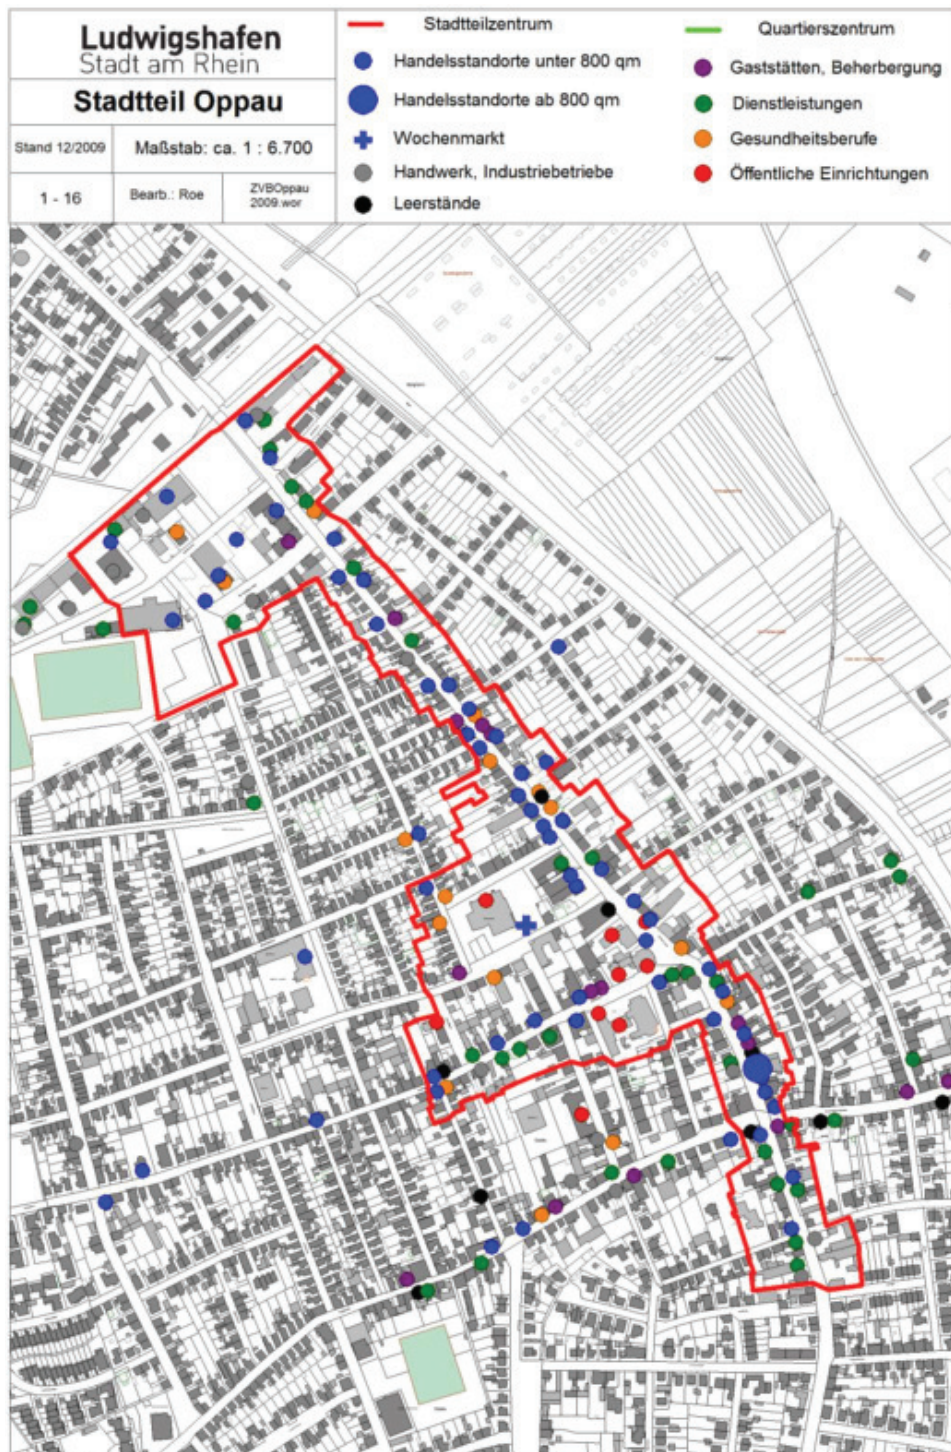 Ludwigshafen
Stadt am Rhein
Stadtteil Oppau
Stand 12/2009
Maßstab: ca. 1 : 6.700
1 - 16
Bearb.: Roe
ZVBOppau
2009.wor
Stadtteilzentrum
Handelsstandorte unter 800 qm
Handelsstandorte ab 800 qm
Wochenmarkt
Handwerk, Industriebetriebe
Leerstände
Quartierszentrum
Gaststätten, Beherbergung
Dienstleistungen
Gesundheitsberufe
Öffentliche Einrichtungen